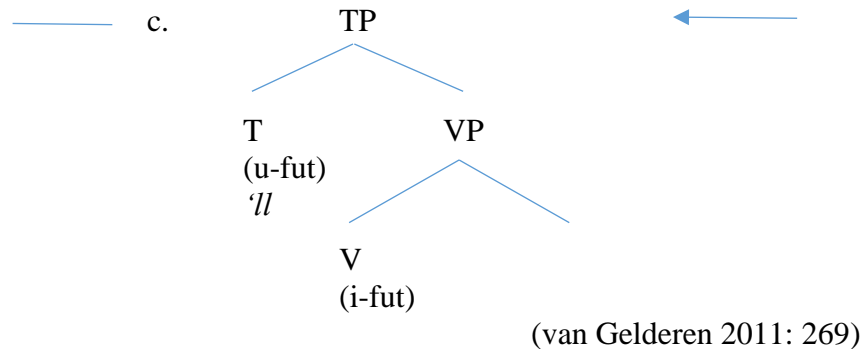 c. TP
T VP
(u-fut)
‘ll
V
(i-fut)
(van Gelderen 2011: 269)